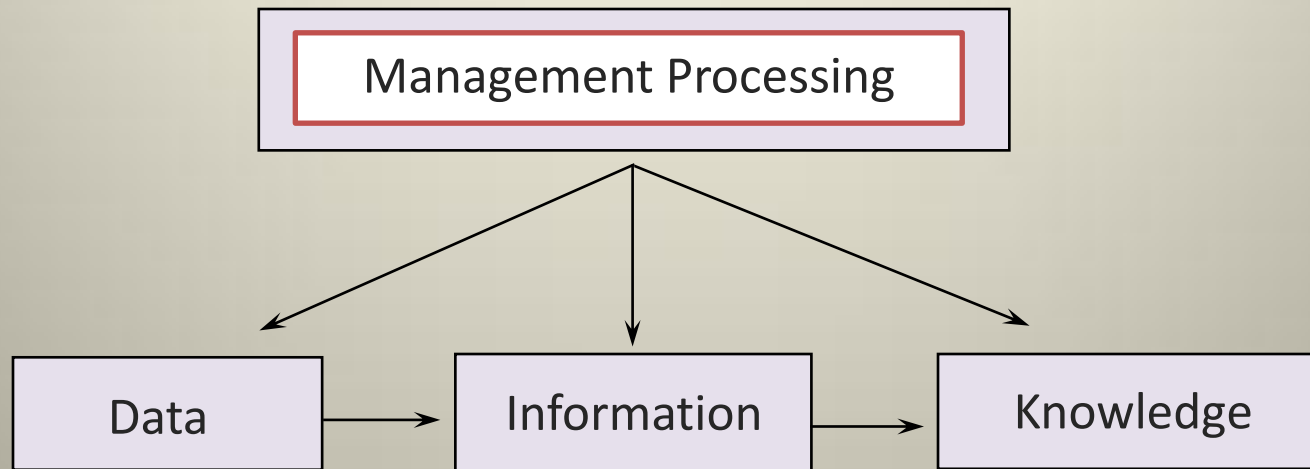 Management Processing
Data
Information
Knowledge